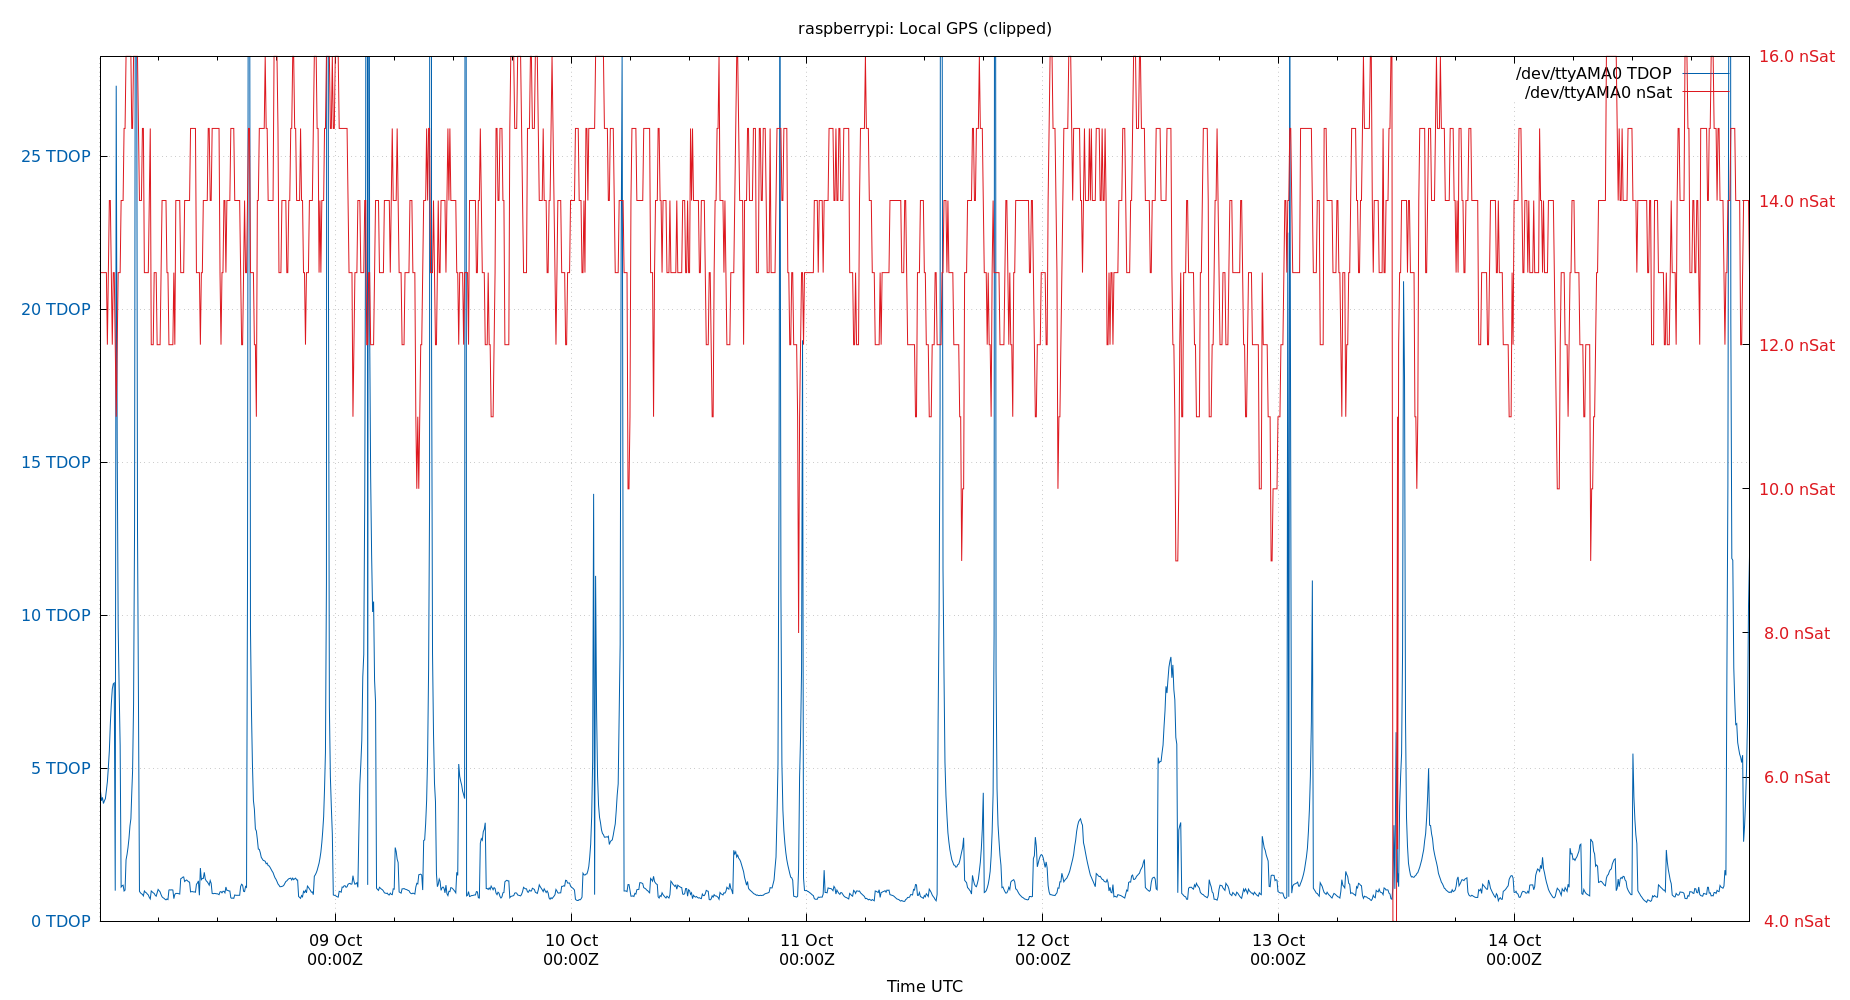 raspberrypi: Local GPS (clipped)
/dev/ttyAMA0 TDOP
/dev/ttyAMA0 nSat
25 TDOP
20 TDOP
15 TDOP
10 TDOP
5 TDOP
0 TDOP
16.0 nSat
14.0 nSat
12.0 nSat
10.0 nSat
8.0 nSat
6.0 nSat
4.0 nSat
09 Oct
00:00Z
10 Oct
00:00Z
11 Oct
00:00Z
12 Oct
00:00Z
13 Oct
00:00Z
14 Oct
00:00Z
Time UTC